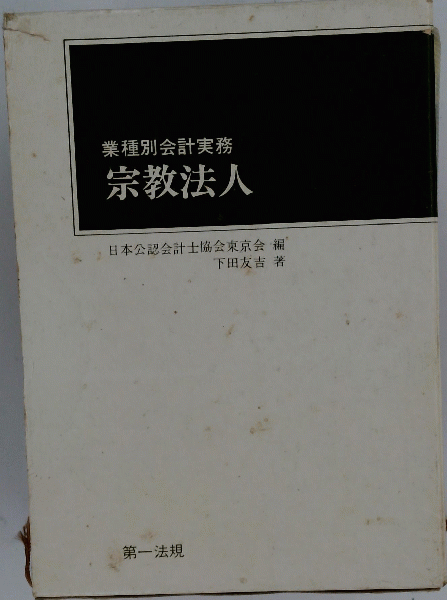 業種別会計実務
宗教法人
日本公認会計士協会東京会 編
下田友吉 著
第一法規